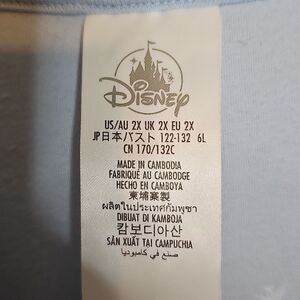 Disney
US/AU 2X UK 2X EU 2X
JP日本バスト 122-132 6L
CN 170/132C
MADE IN CAMBODIA
FABRIQUÉ AU CAMBODGE
HECHO EN CAMBOYA
柬埔寨製
ผลิตในประเทศกัมพูชา
DIBUAT DI KAMBOJA
캄보디아산
SẢN XUẤT TẠI CAMPUCHIA
صنع في كامبوديا